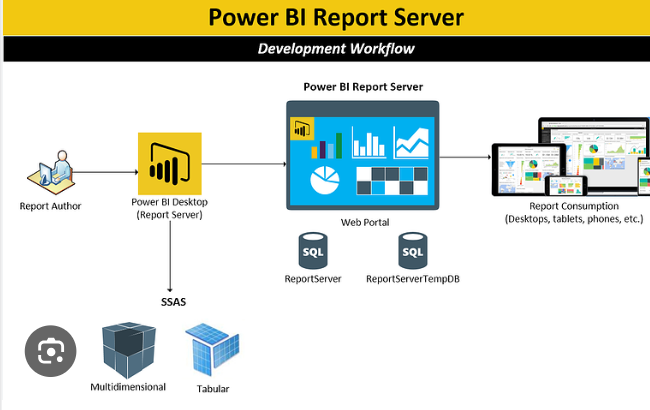 Power BI Report Server
Development Workflow
Power BI Report Server
Report Author
Power BI Desktop
(Report Server)
Web Portal
Report Consumption
(Desktops, tablets, phones, etc.)
SQL
SQL
ReportServer
ReportServerTempDB
SSAS
Multidimensional
Tabular